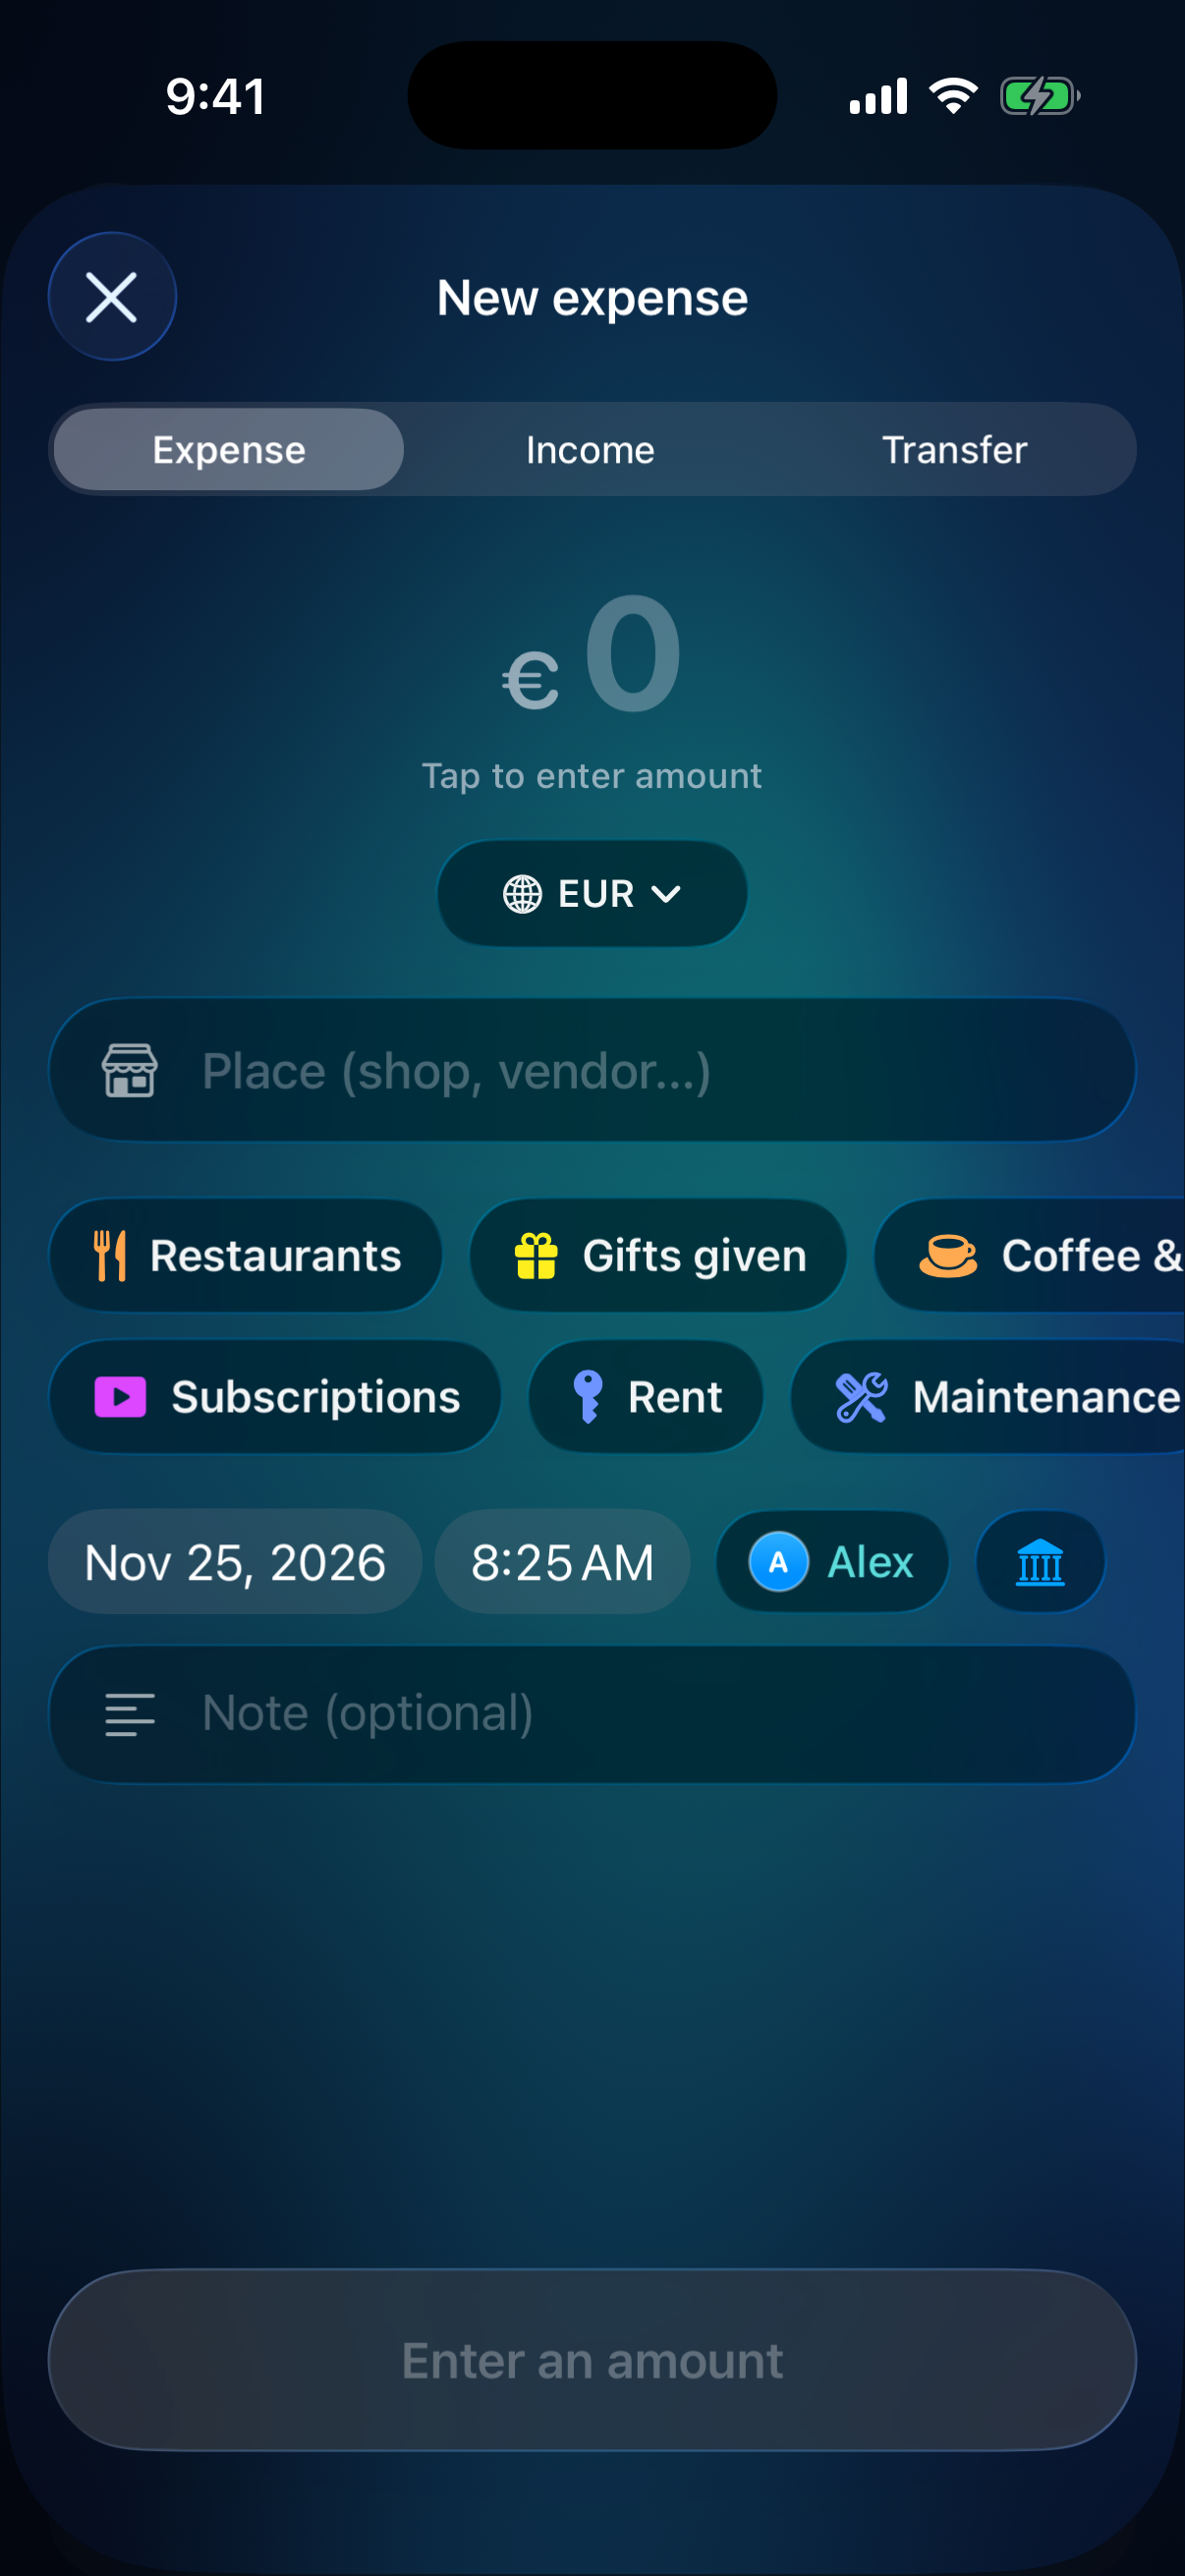 9:41
New expense
Expense Income Transfer
€ 0
Tap to enter amount
EUR
Place (shop, vendor...)
Restaurants Gifts given Coffee &
Subscriptions Rent Maintenance
Nov 25, 2026 8:25 AM A Alex
Note (optional)
Enter an amount